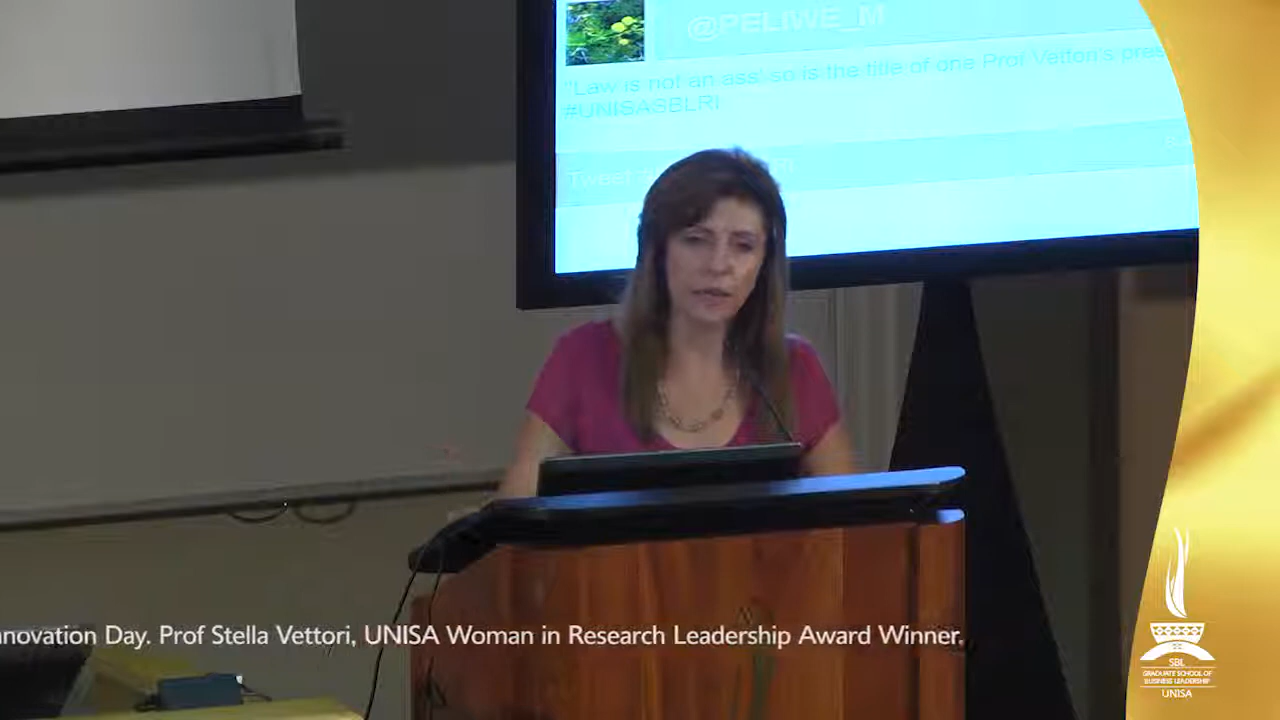 @PELIWE_M
"Law is not an ass' so is the title of one Prof Vettori's pres
#UNISASBLRI
Tweet
nnovation Day. Prof Stella Vettori, UNISA Woman in Research Leadership Award Winner.
SBL
GRADUATE SCHOOL OF
BUSINESS LEADERSHIP
UNISA